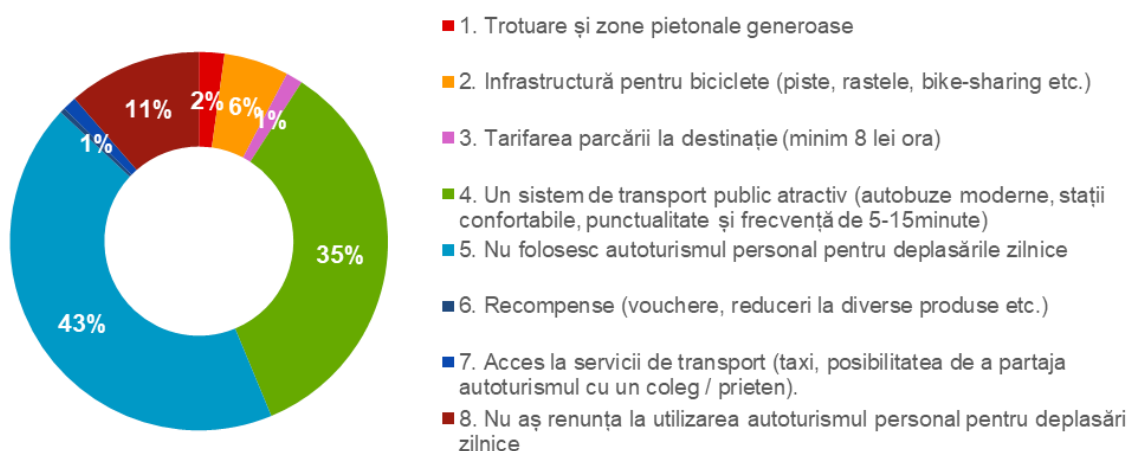 2%
6%
1%
35%
43%
1%
11%
1. Trotuare și zone pietonale generoase
2. Infrastructură pentru biciclete (piste, rastele, bike-sharing etc.)
3. Tarifarea parcării la destinație (minim 8 lei ora)
4. Un sistem de transport public atractiv (autobuze moderne, stații
confortabile, punctualitate și frecvență de 5-15minute)
5. Nu folosesc autoturismul personal pentru deplasările zilnice
6. Recompense (vouchere, reduceri la diverse produse etc.)
7. Acces la servicii de transport (taxi, posibilitatea de a partaja
autoturismul cu un coleg / prieten).
8. Nu aș renunța la utilizarea autoturismul personal pentru deplasări
zilnice